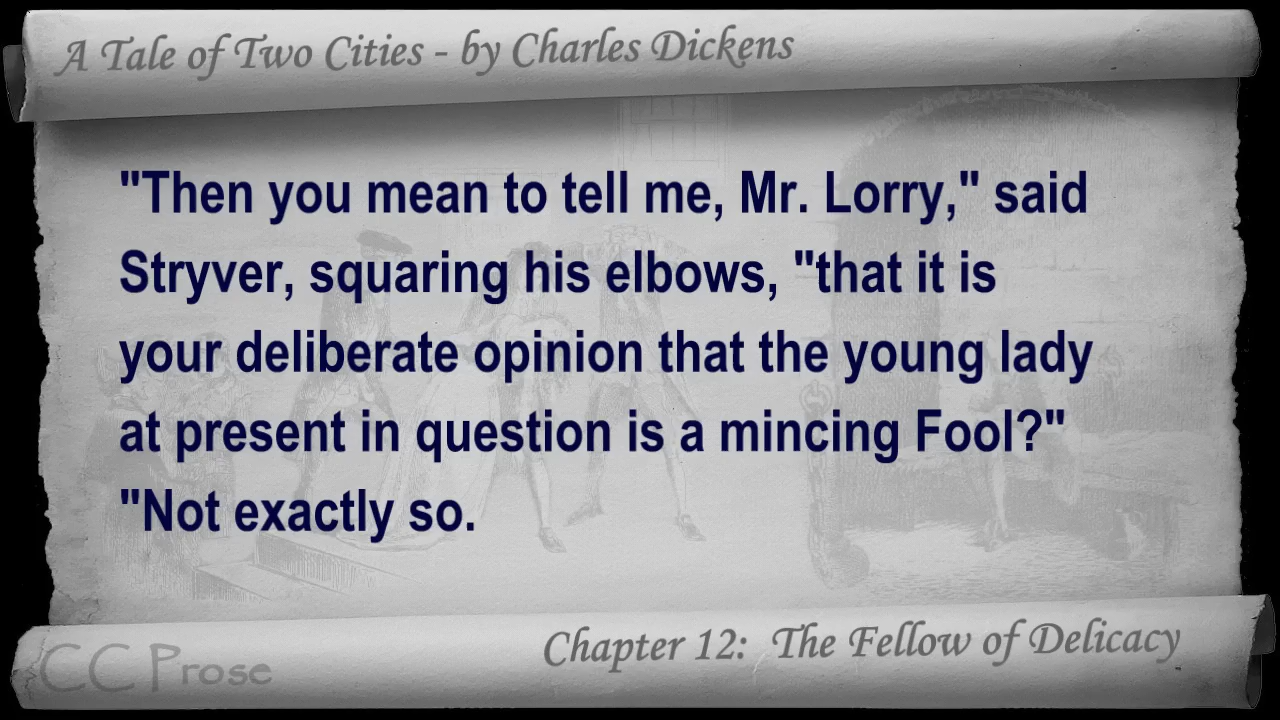 A Tale of Two Cities - by Charles Dickens
"Then you mean to tell me, Mr. Lorry," said
Stryver, squaring his elbows, "that it is
your deliberate opinion that the young lady
at present in question is a mincing Fool?"
"Not exactly so.
Chapter 12: The Fellow of Delicacy
CC Prose